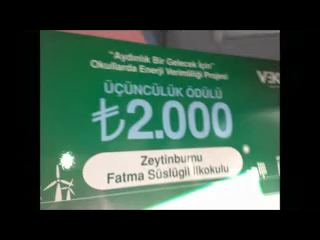 "Aydınlık Bir Gelecek İçin"
Okullarda Enerji Verimliliği Projesi
ÜÇÜNCÜLÜK ÖDÜLÜ
₺2.000
Zeytinburnu
Fatma Süslügil İlkokulu